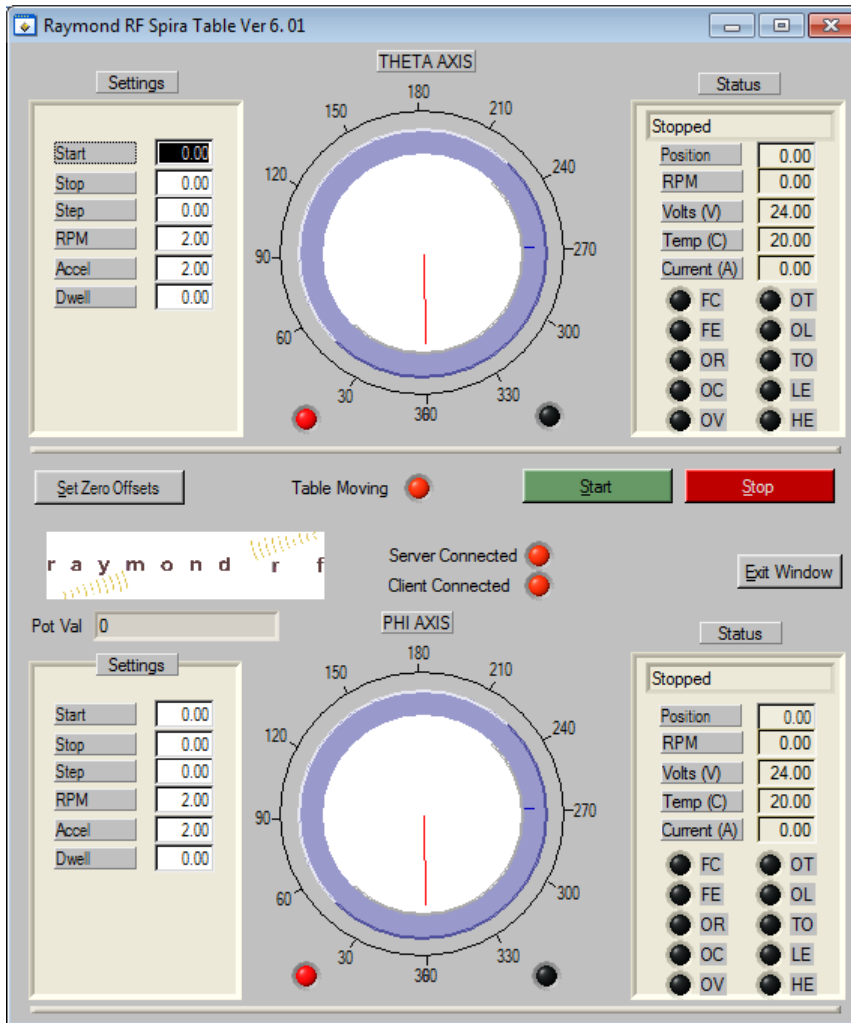 Raymond RF Spira Table Ver 6. 01
THETA AXIS
Settings
Start 0.00
Stop 0.00
Step 0.00
RPM 2.00
Accel 2.00
Dwell 0.00
180
150 210
120 240
90 270
60 300
30 330
360
Status
Stopped
Position 0.00
RPM 0.00
Volts (V) 24.00
Temp (C) 20.00
Current (A) 0.00
FC OT
FE OL
OR TO
OC LE
OV HE
Set Zero Offsets
Table Moving
Start
Stop
raymond rf
Server Connected
Client Connected
Exit Window
Pot Val 0
PHI AXIS
Settings
Start 0.00
Stop 0.00
Step 0.00
RPM 2.00
Accel 2.00
Dwell 0.00
180
150 210
120 240
90 270
60 300
30 330
360
Status
Stopped
Position 0.00
RPM 0.00
Volts (V) 24.00
Temp (C) 20.00
Current (A) 0.00
FC OT
FE OL
OR TO
OC LE
OV HE